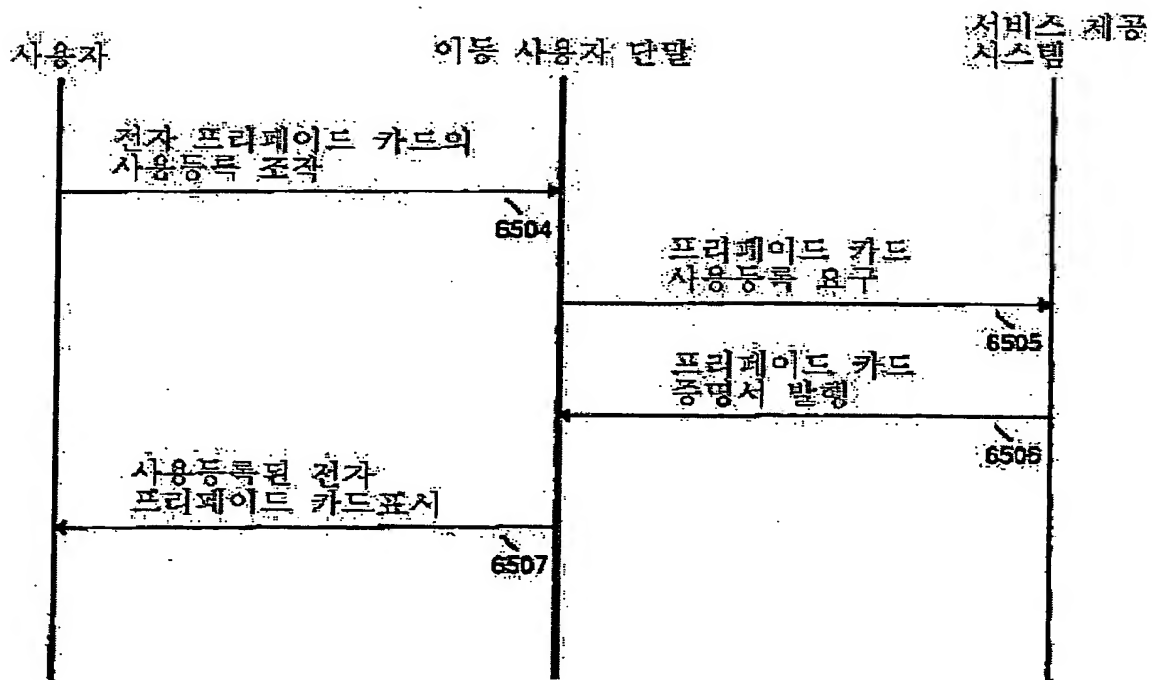 사용자
이동 사용자 단말
서비스 제공
시스템
전자 프리페이드 카드의
사용등록 조작
6504
프리페이드 카드
사용등록 요구
6505
프리페이드 카드
증명서 발행
6506
사용등록된 전자
프리페이드 카드표시
6507